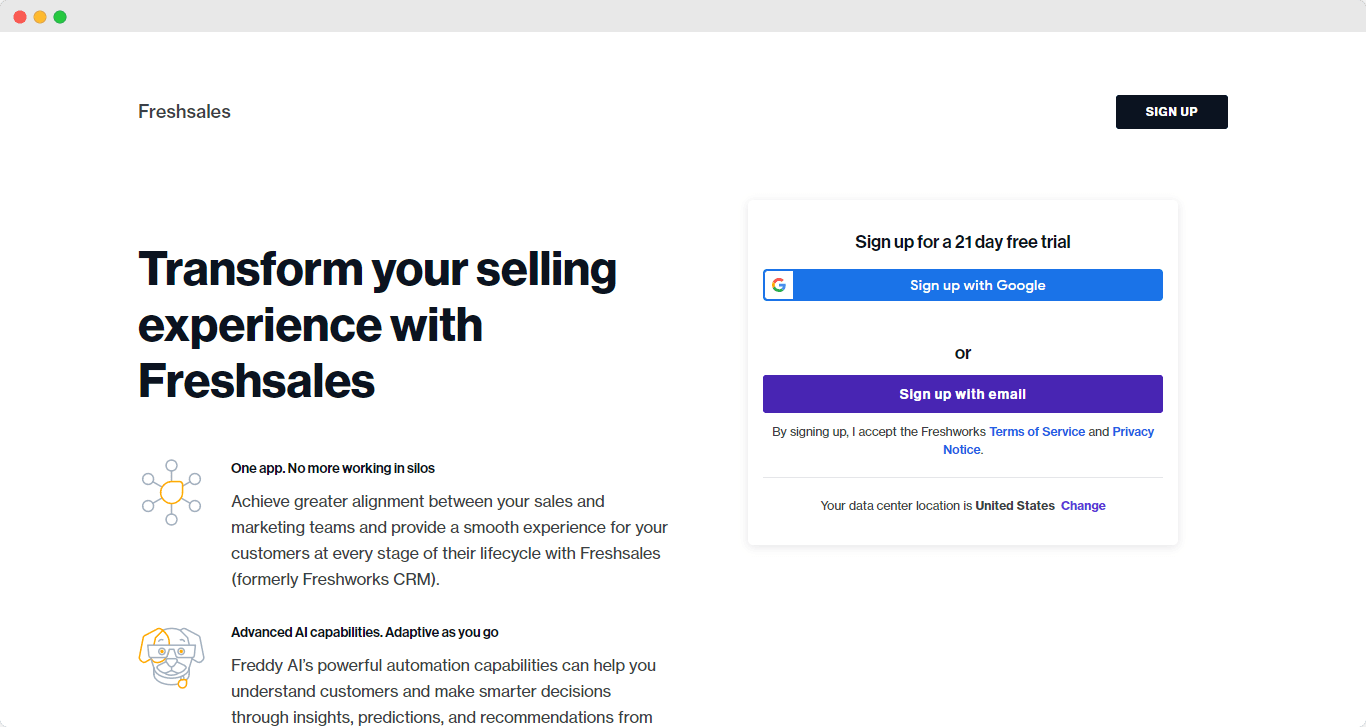 Freshsales
SIGN UP
Transform your selling
experience with
Freshsales
One app. No more working in silos
Achieve greater alignment between your sales and
marketing teams and provide a smooth experience for your
customers at every stage of their lifecycle with Freshsales
(formerly Freshworks CRM).
Advanced AI capabilities. Adaptive as you go
Freddy AI’s powerful automation capabilities can help you
understand customers and make smarter decisions
through insights, predictions, and recommendations from
Sign up for a 21 day free trial
Sign up with Google
or
Sign up with email
By signing up, I accept the Freshworks Terms of Service and Privacy
Notice.
Your data center location is United States Change